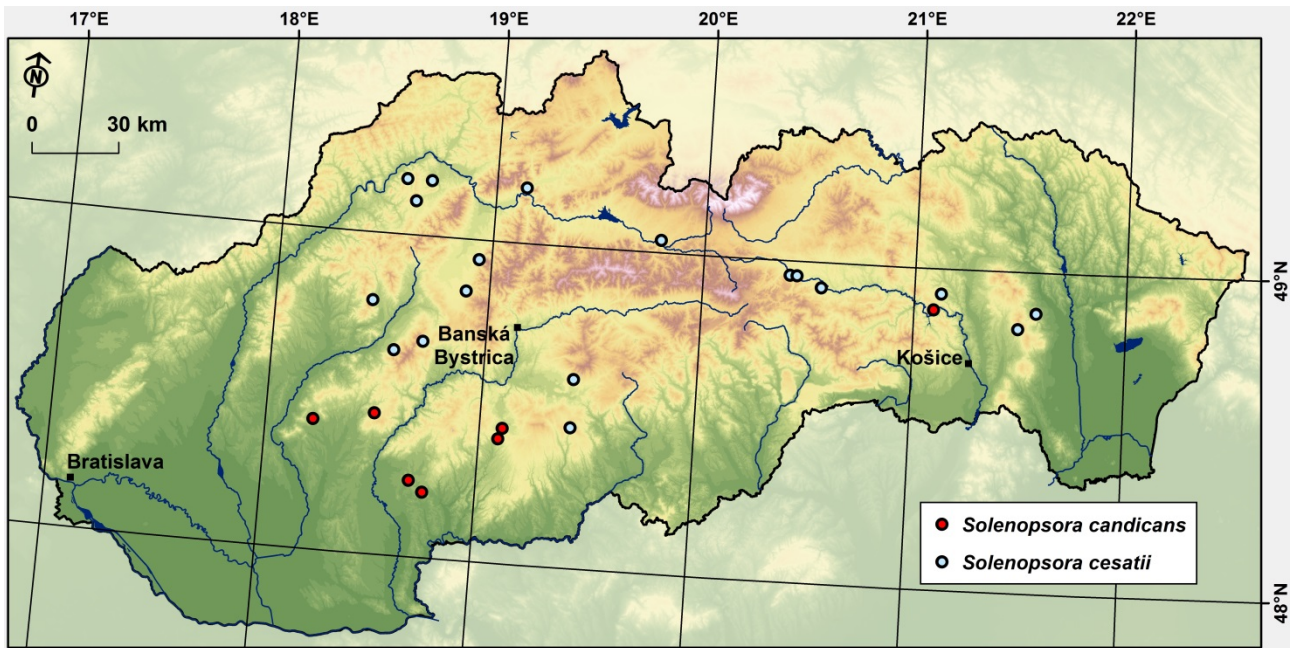 17°E
18°E
19°E
20°E
21°E
22°E
N
0 30 km
49°N
Banská
Bystrica
Košice
Bratislava
Solenopsora candicans
Solenopsora cesatii
48°N